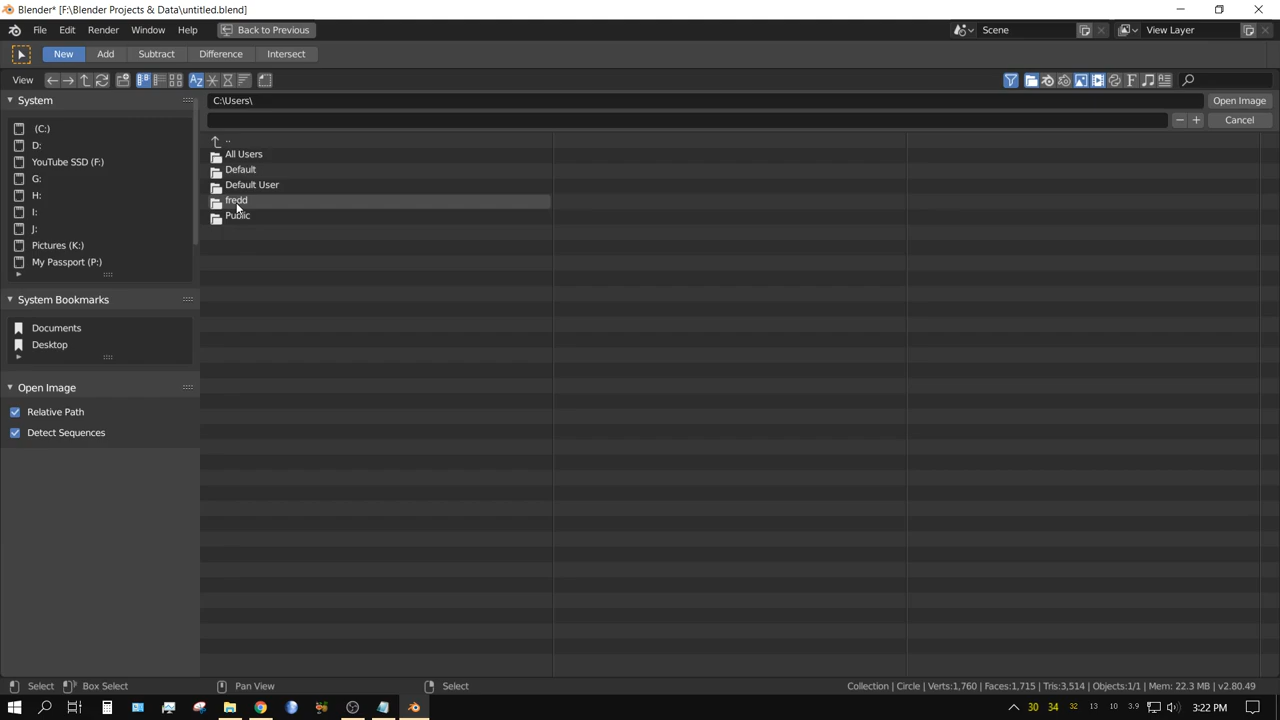 Blender* [F:\Blender Projects & Data\untitled.blend]
File Edit Render Window Help Back to Previous Scene View Layer
New Add Subtract Difference Intersect
View
System
C:\Users\ Open Image
Cancel
(C:)
D:
YouTube SSD (F:)
G:
H:
I:
J:
Pictures (K:)
My Passport (P:)
..
All Users
Default
Default User
fredd
Public
System Bookmarks
Documents
Desktop
Open Image
Relative Path
Detect Sequences
Select Box Select Pan View Select Collection | Circle | Verts:1,760 | Faces:1,715 | Tris:3,514 | Objects:1/1 | Mem: 22.3 MB | v2.80.49
30 34 32 13 10 3.9 3:22 PM